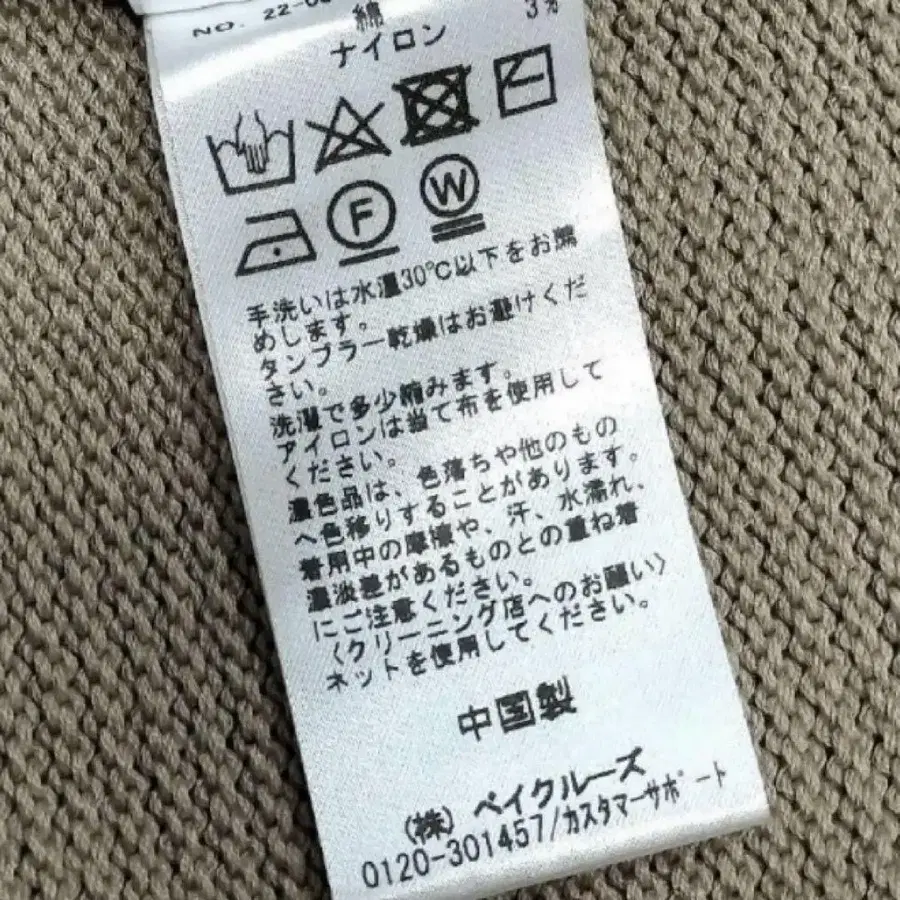 NO. 22-0
綿
ナイロン 3%
F W
手洗いは水温30℃以下をお薦
めします。
タンブラー乾燥はお避けくだ
さい。
洗濯で多少縮みます。
アイロンは当て布を使用して
ください。
濃色品は、色落ちや他のもの
へ色移りすることがあります。
着用中の摩擦や、汗、水濡れ、
濃淡差があるものとの重ね着
にご注意ください。
〈クリーニング店へのお願い〉
ネットを使用してください。
中国製
(株) ベイクルーズ
0120-301457/カスタマーサポート